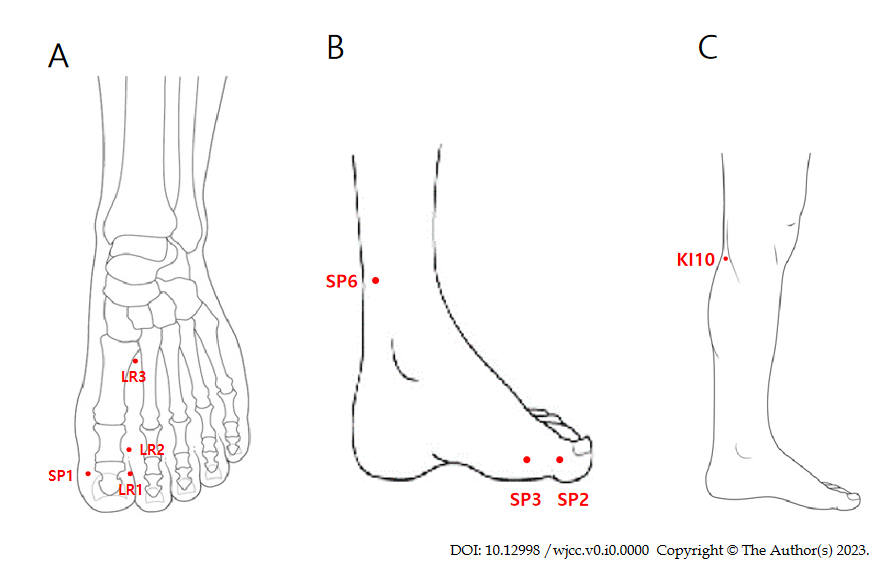 A
B
C
SP6
KI10
LR3
LR2
SP1
LR1
SP3
SP2
DOI: 10.12998 /wjcc.v0.i0.0000 Copyright © The Author(s) 2023.